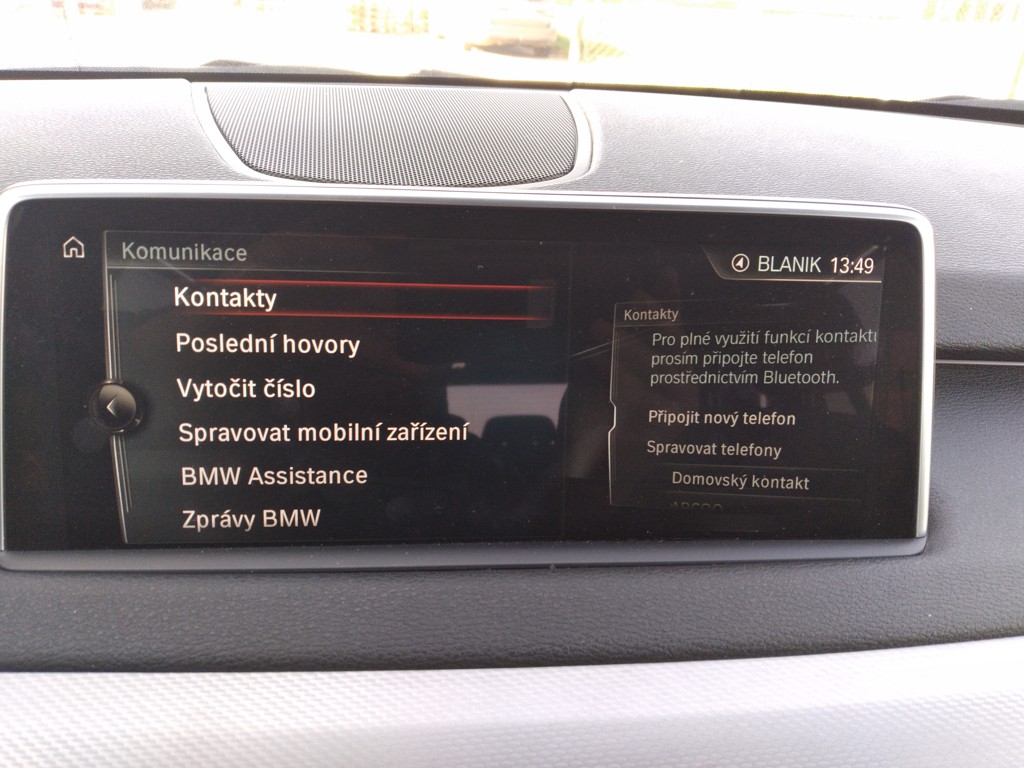 Komunikace
BLANIK 13:49
Kontakty
Poslední hovory
Vytočit číslo
Spravovat mobilní zařízení
BMW Assistance
Zprávy BMW
Kontakty
Pro plné využití funkcí
prosím připojte telefon
prostřednictvím Bluetooth.
Připojit nový telefon
Spravovat telefony
Domovský kontakt